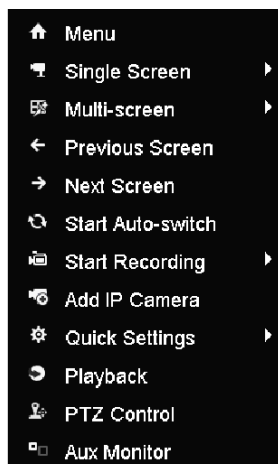 Menu
Single Screen
Multi-screen
Previous Screen
Next Screen
Start Auto-switch
Start Recording
Add IP Camera
Quick Settings
Playback
PTZ Control
Aux Monitor